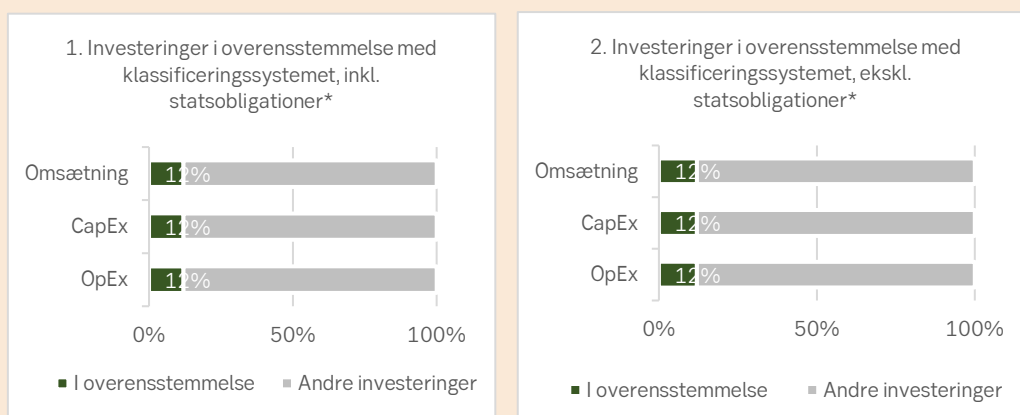 1. Investeringer i overensstemmelse med
klassificeringssystemet, inkl.
statsobligationer*
Omsætning
12%
CapEx
12%
OpEx
12%
0%
50%
100%
I overensstemmelse
Andre investeringer
2. Investeringer i overensstemmelse med
klassificeringssystemet, ekskl.
statsobligationer*
Omsætning
12%
CapEx
12%
OpEx
12%
0%
50%
100%
I overensstemmelse
Andre investeringer